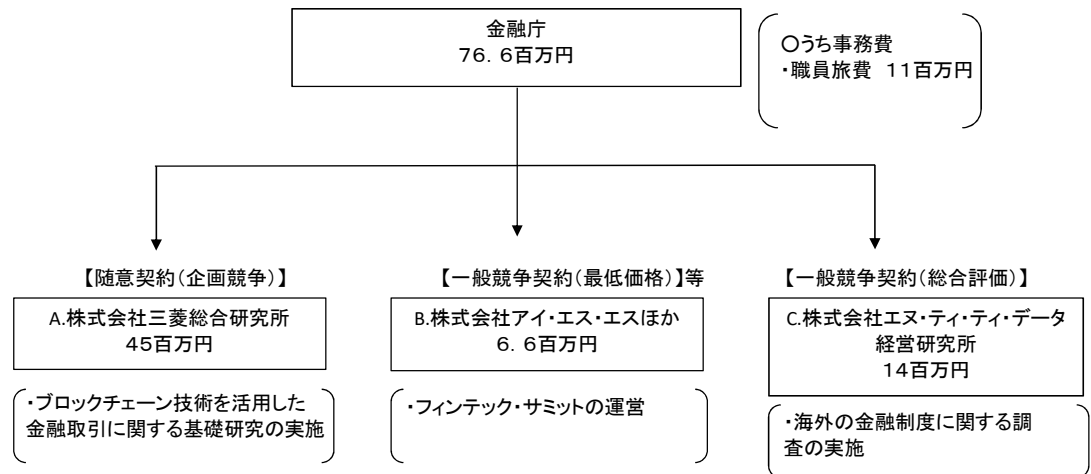 金融庁
７６．６百万円
○うち事務費
・職員旅費　１１百万円
【随意契約（企画競争）】
A.株式会社三菱総合研究所
４５百万円
・ブロックチェーン技術を活用した
金融取引に関する基礎研究の実施
【一般競争契約（最低価格）】等
B.株式会社アイ・エス・エスほか
６．６百万円
・フィンテック・サミットの運営
【一般競争契約（総合評価）】
C.株式会社エヌ・ティ・ティ・データ
経営研究所
１４百万円
・海外の金融制度に関する調
査の実施